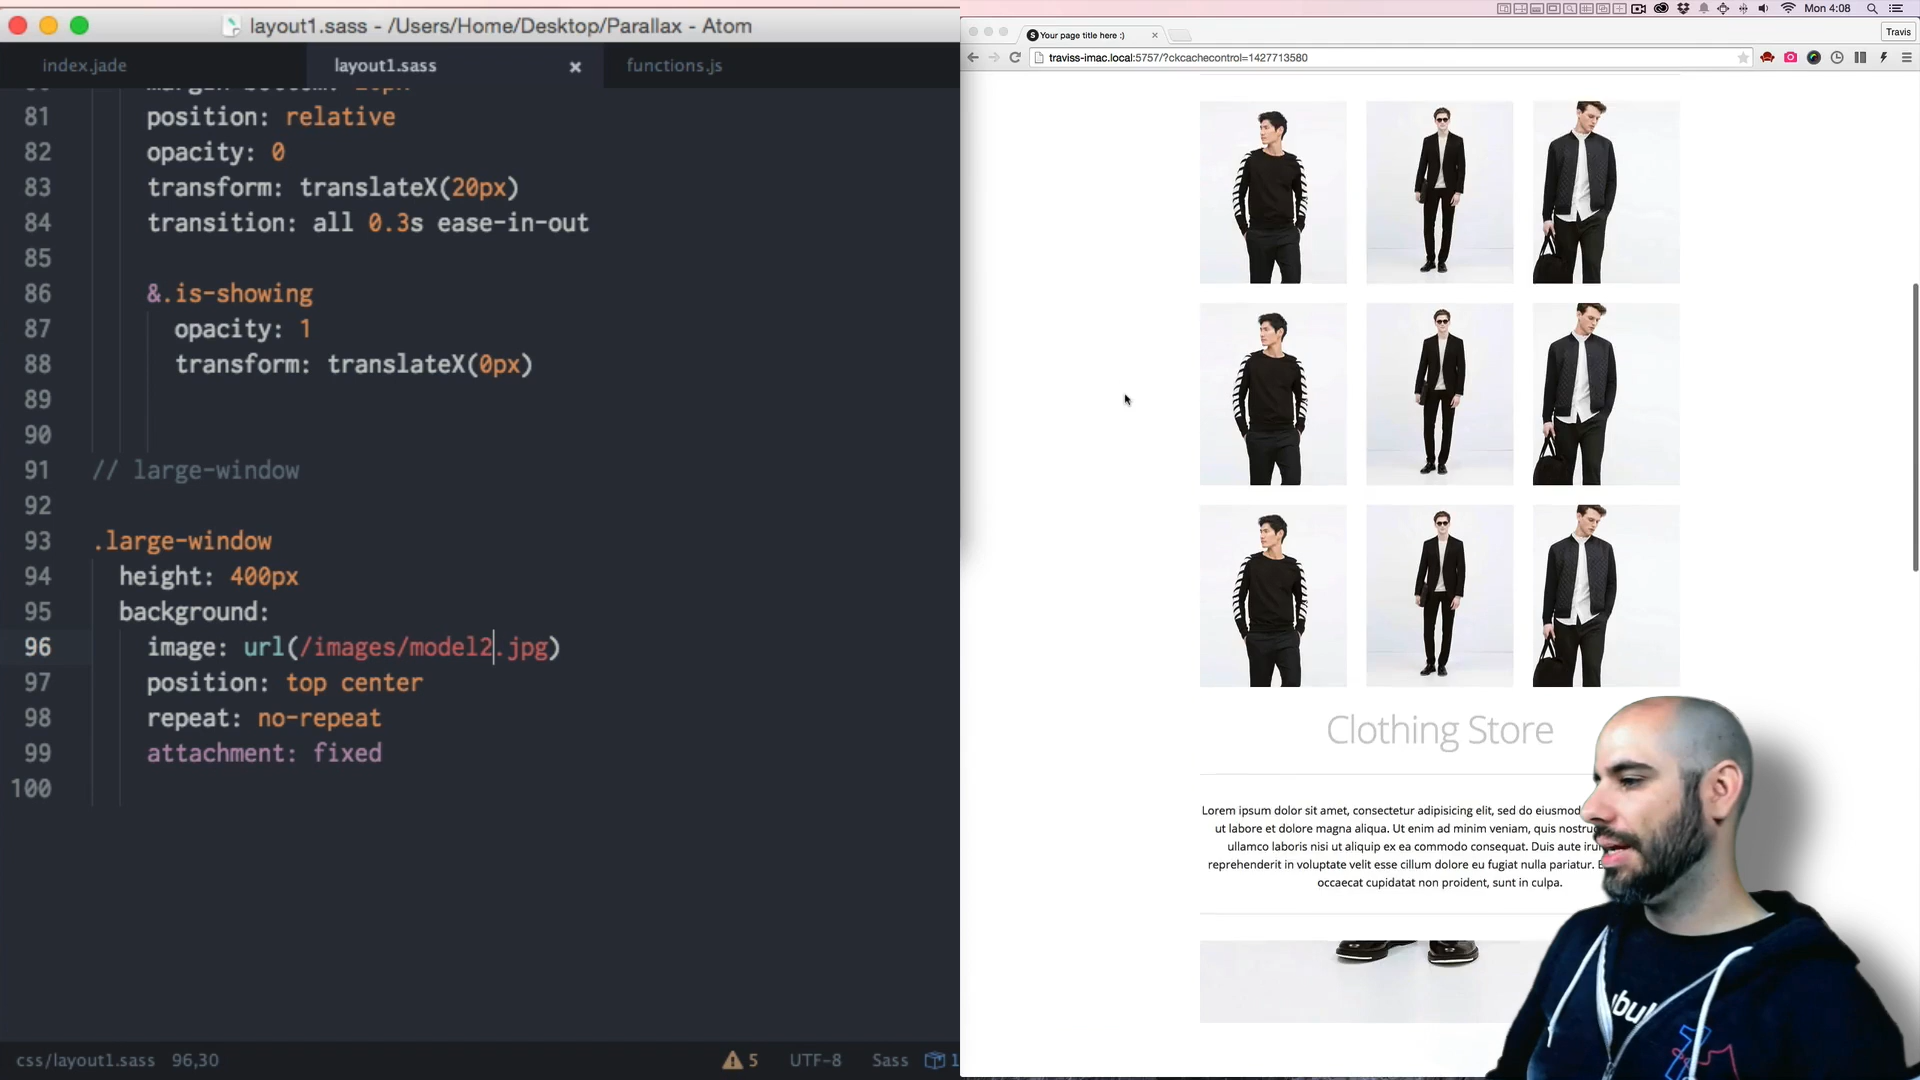 layout1.sass - /Users/Home/Desktop/Parallax - Atom
index.jade
layout1.sass
functions.js
81 position: relative
82 opacity: 0
83 transform: translateX(20px)
84 transition: all 0.3s ease-in-out
85
86 &.is-showing
87 opacity: 1
88 transform: translateX(0px)
89
90
91 // large-window
92
93 .large-window
94 height: 400px
95 background:
96 image: url(/images/model2.jpg)
97 position: top center
98 repeat: no-repeat
99 attachment: fixed
100
css/layout1.sass 96,30
5 UTF-8 Sass 1
Mon 4:08
Your page title here :)
Travis
traviss-imac.local:5757/?ckcachecontrol=1427713580
Clothing Store
Lorem ipsum dolor sit amet, consectetur adipisicing elit, sed do eiusmod
ut labore et dolore magna aliqua. Ut enim ad minim veniam, quis nostru
ullamco laboris nisi ut aliquip ex ea commodo consequat. Duis aute irur
reprehenderit in voluptate velit esse cillum dolore eu fugiat nulla pariatur. E
occaecat cupidatat non proident, sunt in culpa.